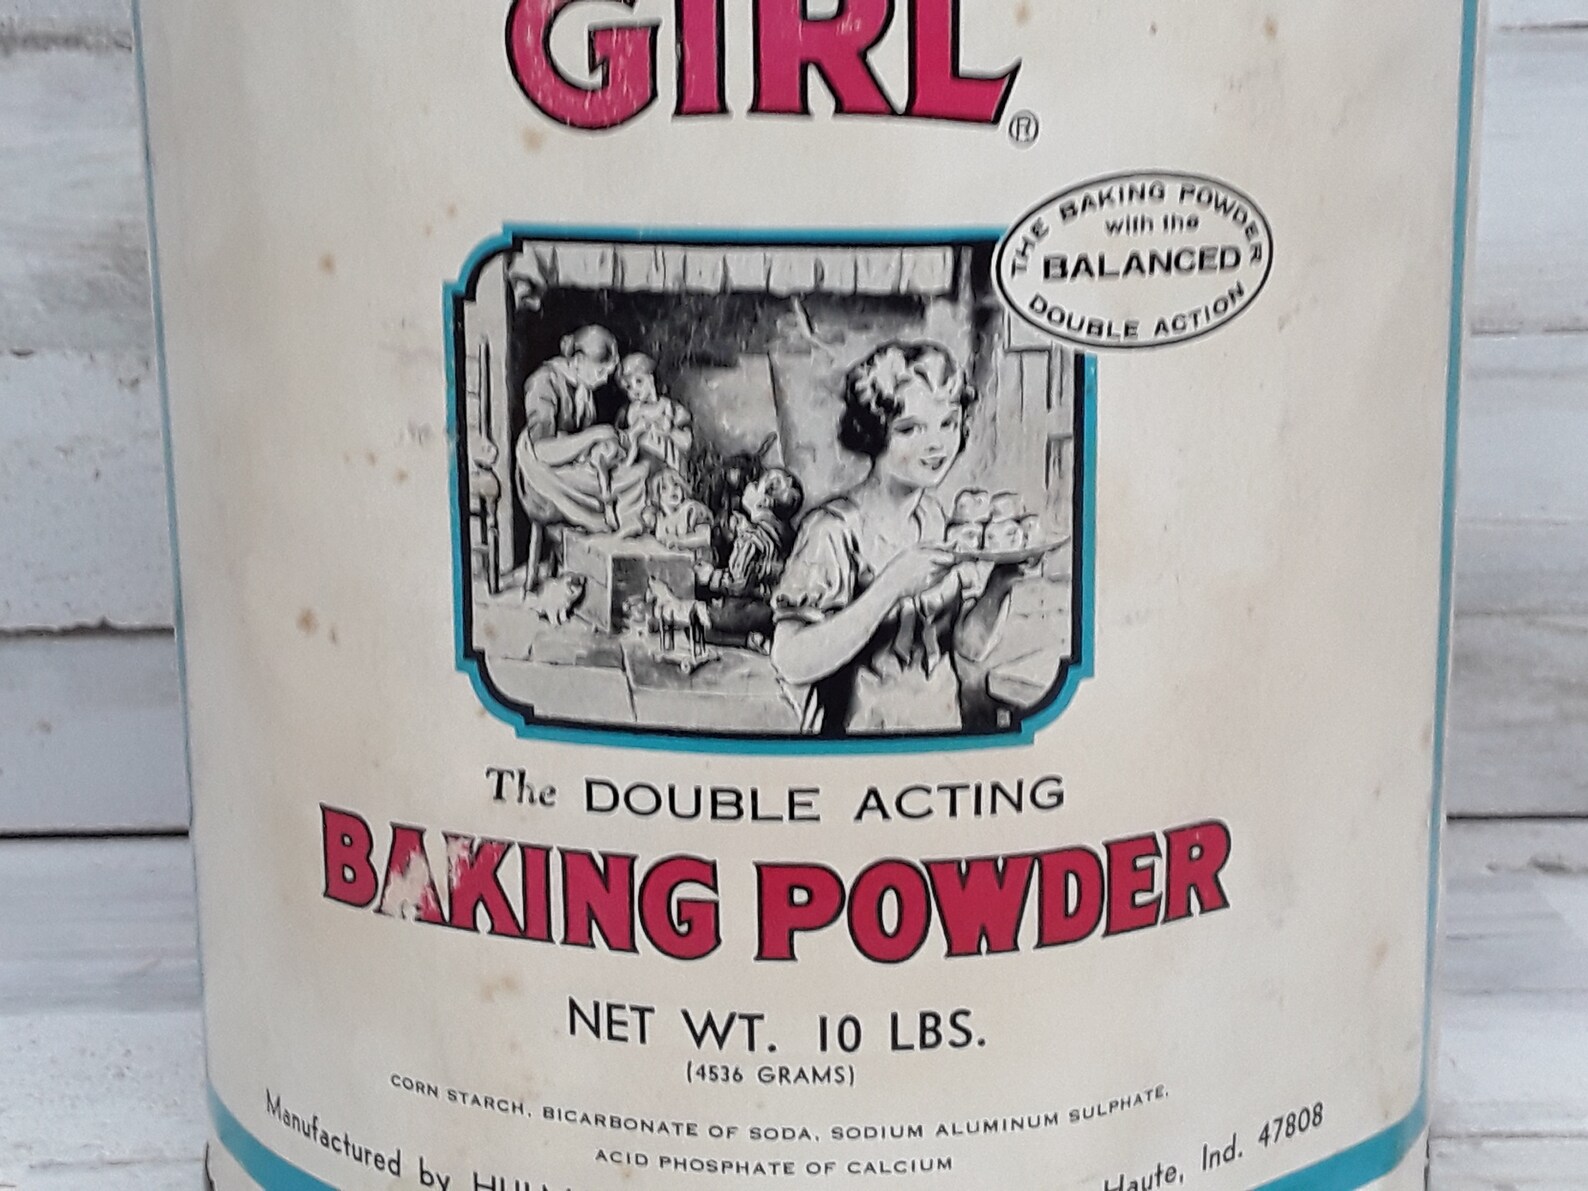 GIRL®
THE BAKING POWDER
with the
BALANCED
DOUBLE ACTION
The DOUBLE ACTING
BAKING POWDER
NET WT. 10 LBS.
(4536 GRAMS)
CORN STARCH, BICARBONATE OF SODA, SODIUM ALUMINUM SULPHATE,
ACID PHOSPHATE OF CALCIUM
Manufactured by Haute, Ind. 47808